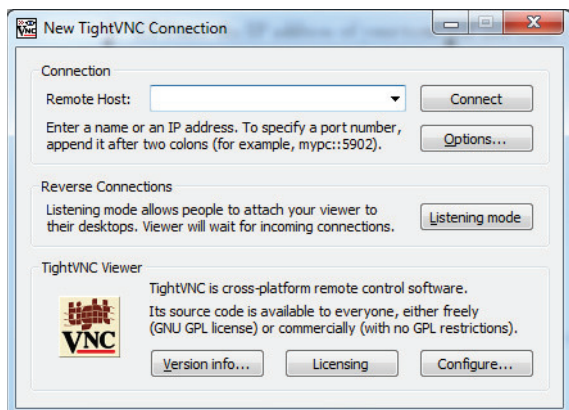 New TightVNC Connection
Connection
Remote Host:
Connect
Enter a name or an IP address. To specify a port number,
append it after two colons (for example, mypc::5902).
Options...
Reverse Connections
Listening mode allows people to attach your viewer to
their desktops. Viewer will wait for incoming connections.
Listening mode
TightVNC Viewer
tight
VNC
TightVNC is cross-platform remote control software.
Its source code is available to everyone, either freely
(GNU GPL license) or commercially (with no GPL restrictions).
Version info...
Licensing
Configure...